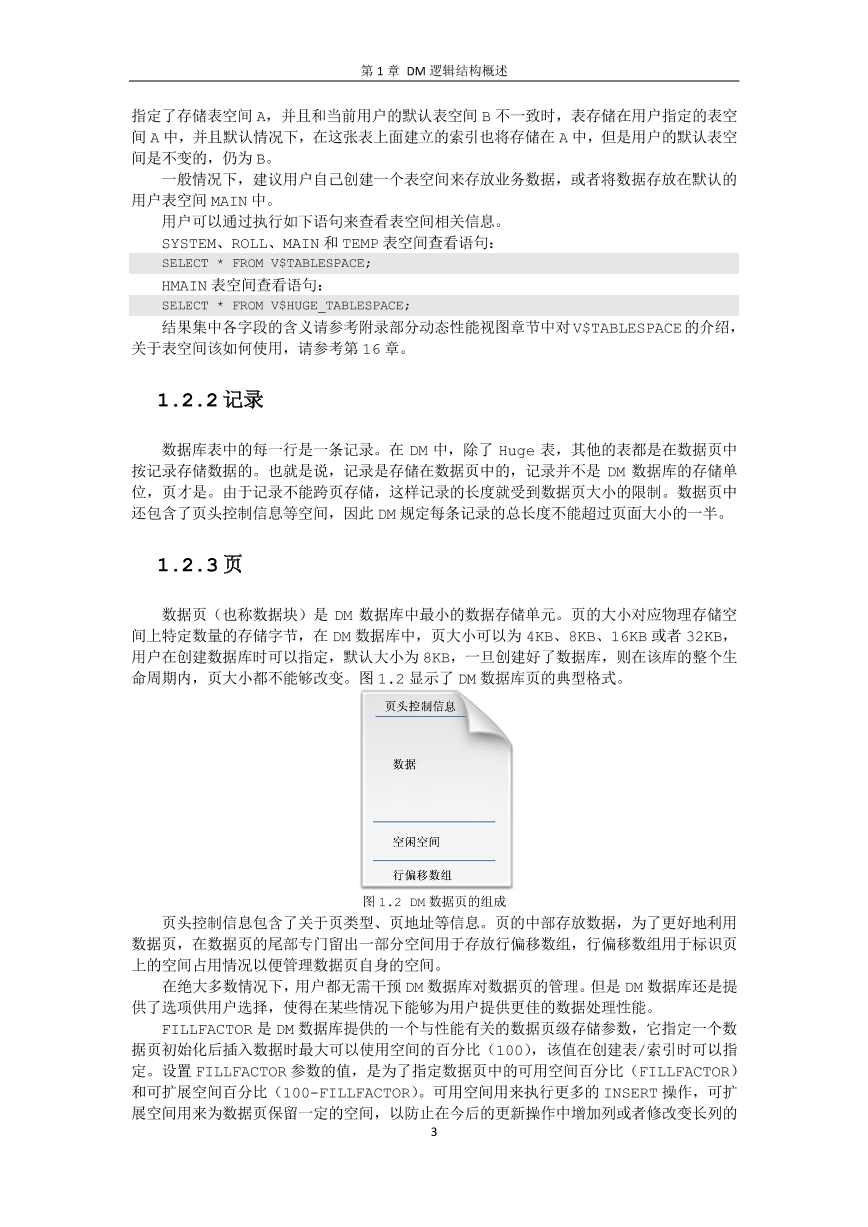 第 1 章 DM 逻辑结构概述
指定了存储表空间 A，并且和当前用户的默认表空间 B 不一致时，表存储在用户指定的表空
间 A 中，并且默认情况下，在这张表上面建立的索引也将存储在 A 中，但是用户的默认表空
间是不变的，仍为 B。
一般情况下，建议用户自己创建一个表空间来存放业务数据，或者将数据存放在默认的
用户表空间 MAIN 中。
用户可以通过执行如下语句来查看表空间相关信息。
SYSTEM、ROLL、MAIN 和 TEMP 表空间查看语句：
SELECT * FROM V$TABLESPACE;
HMAIN 表空间查看语句：
SELECT * FROM V$HUGE_TABLESPACE;
结果集中各字段的含义请参考附录部分动态性能视图章节中对 V$TABLESPACE 的介绍，
关于表空间该如何使用，请参考第 16 章。
1.2.2 记录
数据库表中的每一行是一条记录。在 DM 中，除了 Huge 表，其他的表都是在数据页中
按记录存储数据的。也就是说，记录是存储在数据页中的，记录并不是 DM 数据库的存储单
位，页才是。由于记录不能跨页存储，这样记录的长度就受到数据页大小的限制。数据页中
还包含了页头控制信息等空间，因此 DM 规定每条记录的总长度不能超过页面大小的一半。
1.2.3 页
数据页（也称数据块）是 DM 数据库中最小的数据存储单元。页的大小对应物理存储空
间上特定数量的存储字节，在 DM 数据库中，页大小可以为 4KB、8KB、16KB 或者 32KB，
用户在创建数据库时可以指定，默认大小为 8KB，一旦创建好了数据库，则在该库的整个生
命周期内，页大小都不能够改变。图 1.2 显示了 DM 数据库页的典型格式。
页头控制信息
数据
空闲空间
行偏移数组
图 1.2 DM 数据页的组成
页头控制信息包含了关于页类型、页地址等信息。页的中部存放数据，为了更好地利用
数据页，在数据页的尾部专门留出一部分空间用于存放行偏移数组，行偏移数组用于标识页
上的空间占用情况以便管理数据页自身的空间。
在绝大多数情况下，用户都无需干预 DM 数据库对数据页的管理。但是 DM 数据库还是提
供了选项供用户选择，使得在某些情况下能够为用户提供更佳的数据处理性能。
FILLFACTOR 是 DM 数据库提供的一个与性能有关的数据页级存储参数，它指定一个数
据页初始化后插入数据时最大可以使用空间的百分比（100），该值在创建表/索引时可以指
定。设置 FILLFACTOR 参数的值，是为了指定数据页中的可用空间百分比（FILLFACTOR）
和可扩展空间百分比（100-FILLFACTOR）。可用空间用来执行更多的 INSERT 操作，可扩
展空间用来为数据页保留一定的空间，以防止在今后的更新操作中增加列或者修改变长列的
3